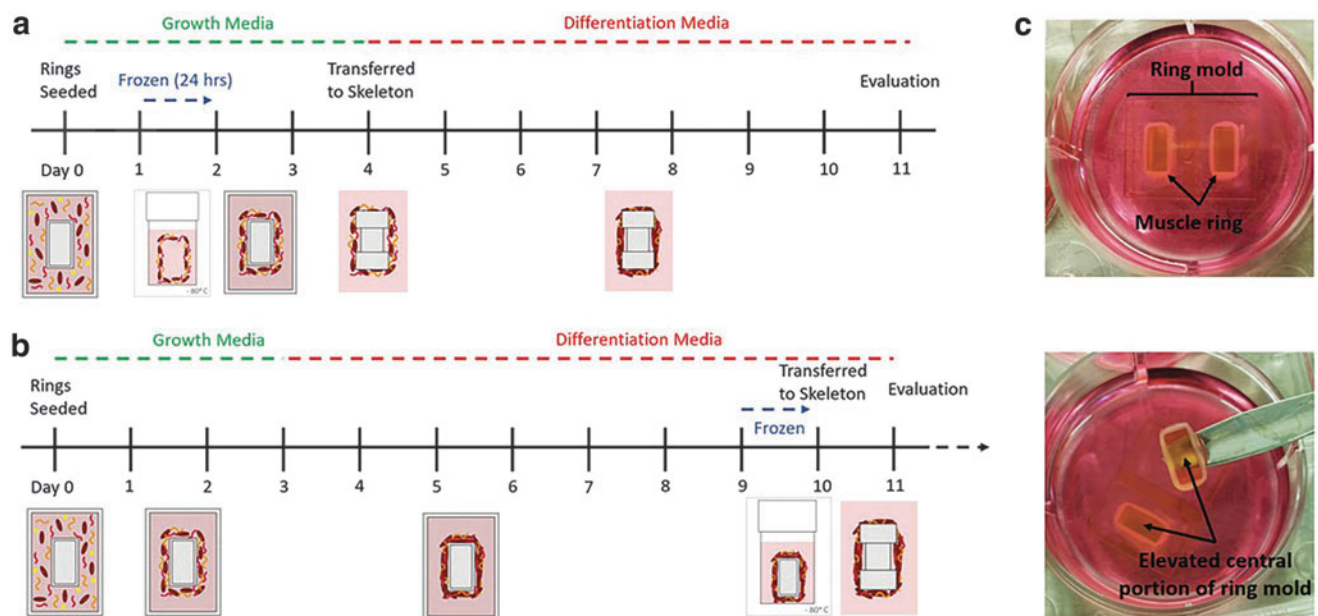 a
Growth Media
Differentiation Media
Rings
Seeded
Frozen (24 hrs)
Transferred
to Skeleton
Evaluation
Day 0
1
2
3
4
5
6
7
8
9
10
11
- 80° C
b
Growth Media
Differentiation Media
Rings
Seeded
Transferred
to Skeleton
Evaluation
Frozen
Day 0
1
2
3
4
5
6
7
8
9
10
11
- 80° C
c
Ring mold
Muscle ring
Elevated central
portion of ring mold